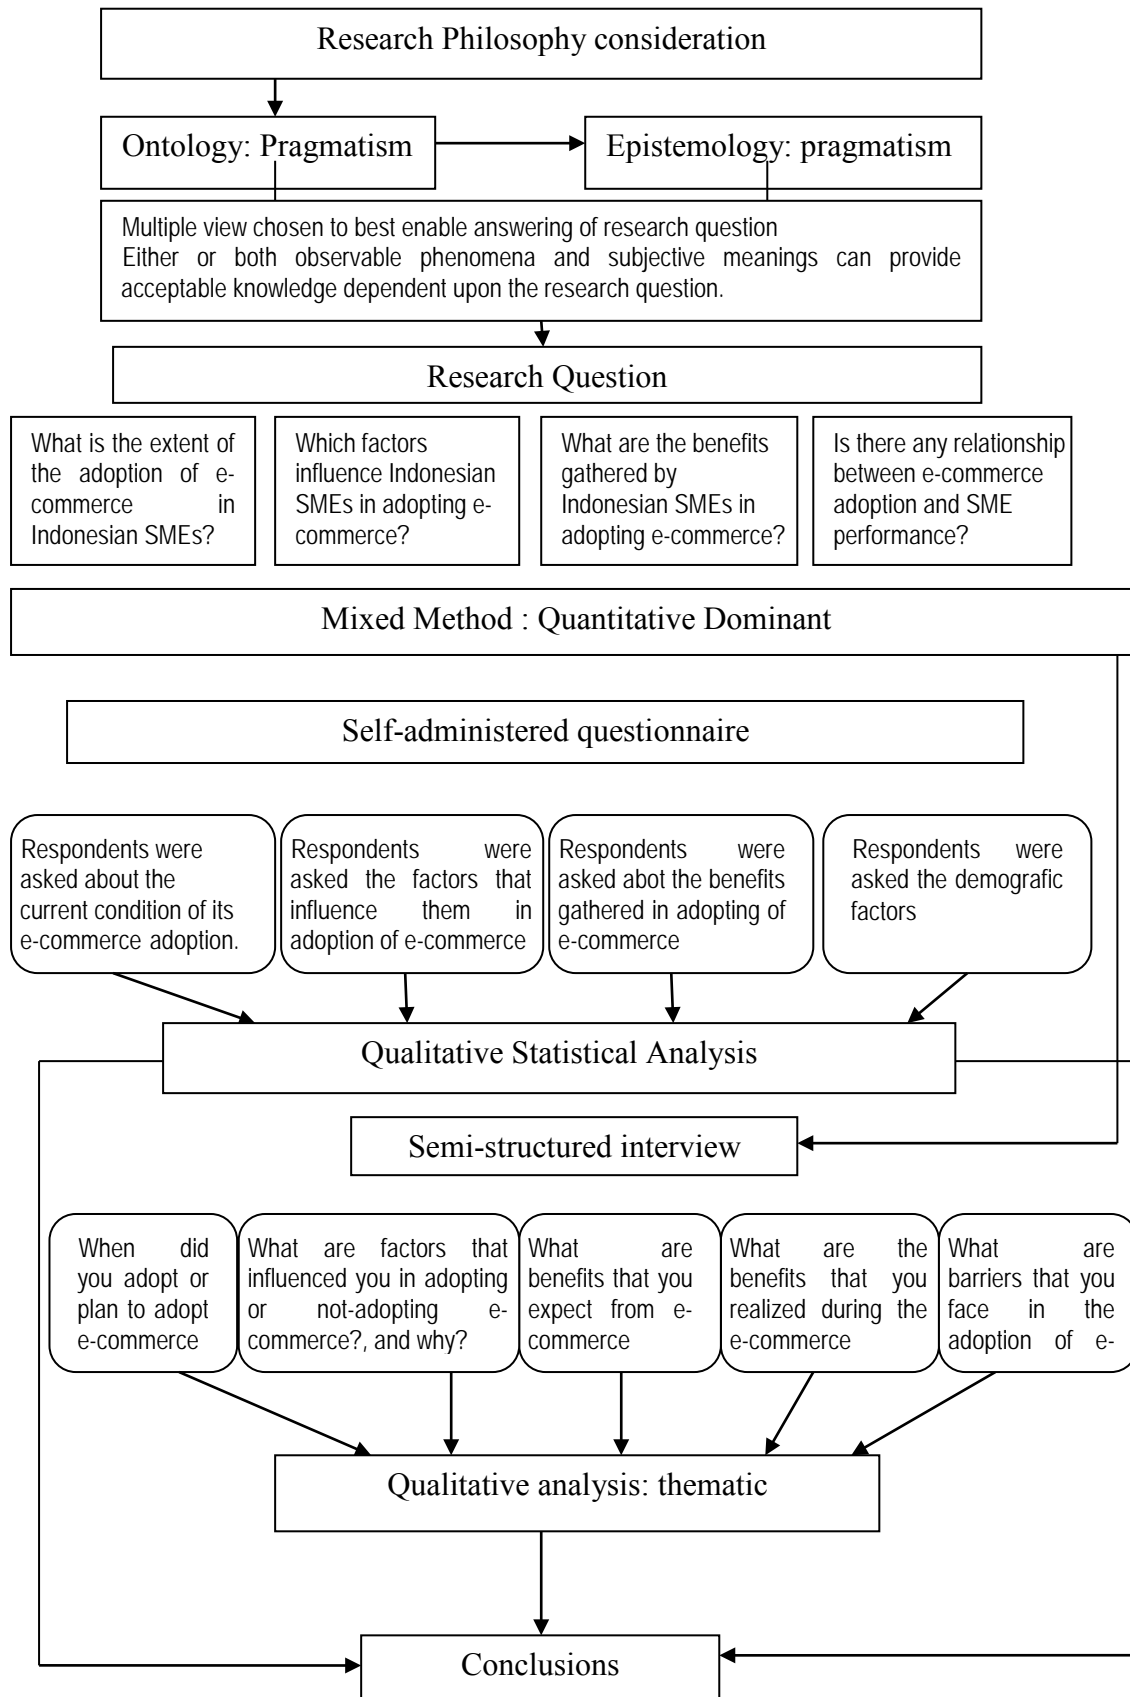 Research Philosophy consideration
Ontology: Pragmatism
Epistemology: pragmatism
Multiple view chosen to best enable answering of research question
Either or both observable phenomena and subjective meanings can provide
acceptable knowledge dependent upon the research question.
Research Question
What is the extent of
the adoption of e-
commerce in
Indonesian SMEs?
Which factors
influence Indonesian
SMEs in adopting e-
commerce?
What are the benefits
gathered by
Indonesian SMEs in
adopting e-commerce?
Is there any relationship
between e-commerce
adoption and SME
performance?
Mixed Method : Quantitative Dominant
Self-administered questionnaire
Respondents were
asked about the
current condition of its
e-commerce adoption.
Respondents were
asked the factors that
influence them in
adoption of e-commerce
Respondents were
asked abot the benefits
gathered in adopting of
e-commerce
Respondents were
asked the demografic
factors
Qualitative Statistical Analysis
Semi-structured interview
When did
you adopt or
plan to adopt
e-commerce
What are factors that
influenced you in adopting
or not-adopting e-
commerce?, and why?
What are
benefits that you
expect from e-
commerce
What are the
benefits that you
realized during the
e-commerce
What are
barriers that you
face in the
adoption of e-
Qualitative analysis: thematic
Conclusions